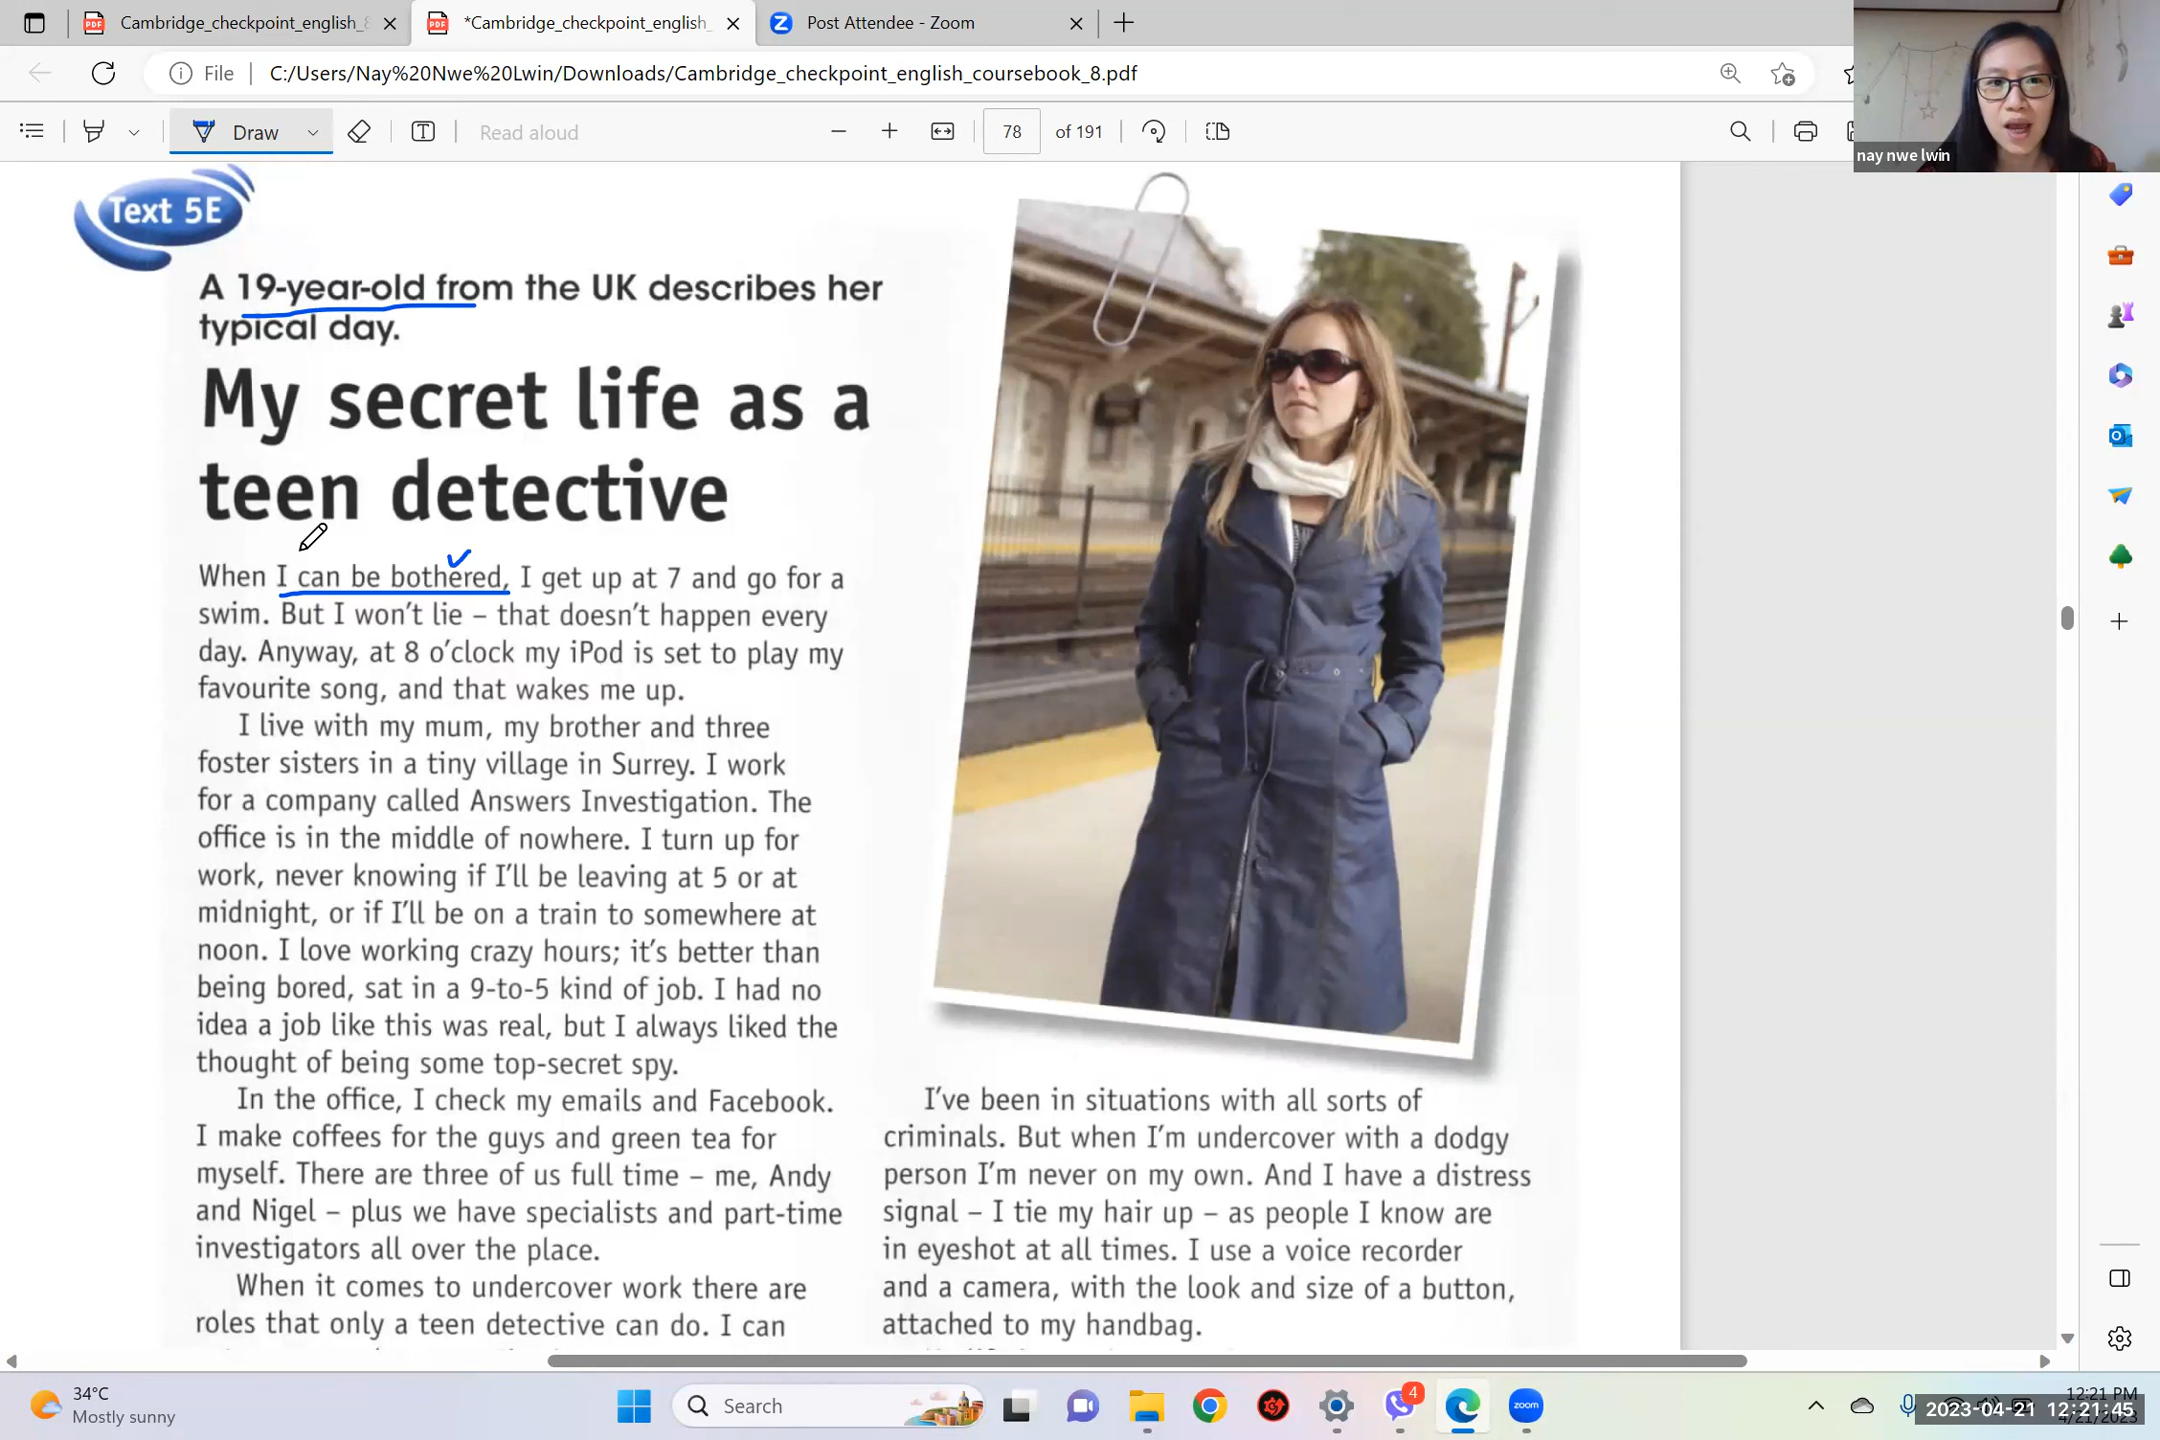 Cambridge_checkpoint_english_8
*Cambridge_checkpoint_english_
Post Attendee - Zoom
File
C:/Users/Nay%20Nwe%20Lwin/Downloads/Cambridge_checkpoint_english_coursebook_8.pdf
Draw
Read aloud
78
of 191
nay nwe lwin
Text 5E
A 19-year-old from the UK describes her
typical day.
My secret life as a
teen detective
When I can be bothered, I get up at 7 and go for a
swim. But I won't lie – that doesn't happen every
day. Anyway, at 8 o'clock my iPod is set to play my
favourite song, and that wakes me up.
I live with my mum, my brother and three
foster sisters in a tiny village in Surrey. I work
for a company called Answers Investigation. The
office is in the middle of nowhere. I turn up for
work, never knowing if I'll be leaving at 5 or at
midnight, or if I'll be on a train to somewhere at
noon. I love working crazy hours; it's better than
being bored, sat in a 9-to-5 kind of job. I had no
idea a job like this was real, but I always liked the
thought of being some top-secret spy.
In the office, I check my emails and Facebook.
I make coffees for the guys and green tea for
myself. There are three of us full time – me, Andy
and Nigel – plus we have specialists and part-time
investigators all over the place.
When it comes to undercover work there are
roles that only a teen detective can do. I can
I've been in situations with all sorts of
criminals. But when I'm undercover with a dodgy
person I'm never on my own. And I have a distress
signal – I tie my hair up – as people I know are
in eyeshot at all times. I use a voice recorder
and a camera, with the look and size of a button,
attached to my handbag.
34°C
Mostly sunny
Search
4
zoom
12:21 PM
2023-04-21 12:21:45